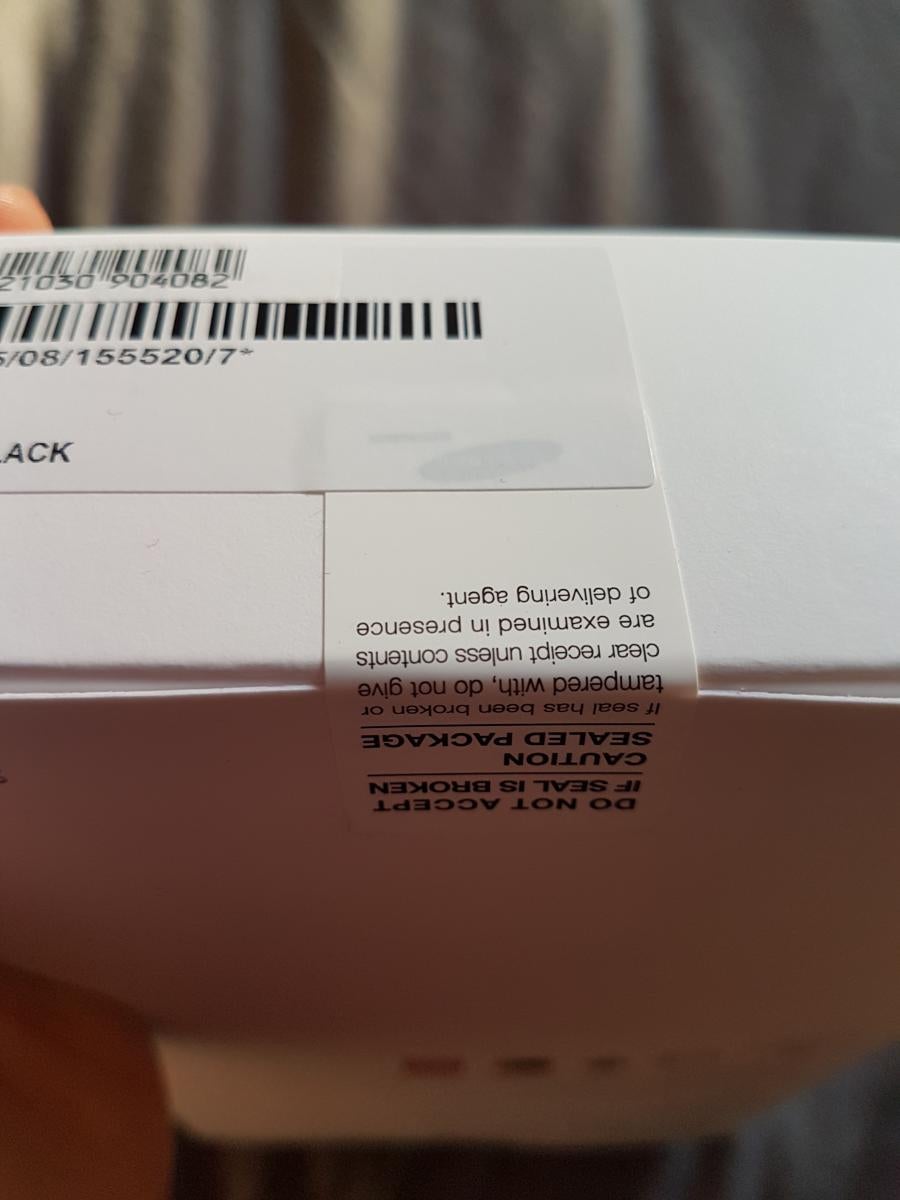 21030 904082
5/08/155520/7*
LACK
DO NOT ACCEPT
IF SEAL IS BROKEN
CAUTION
SEALED PACKAGE
If seal has been broken or
tampered with, do not give
clear receipt unless contents
are examined in presence
of delivering agent.